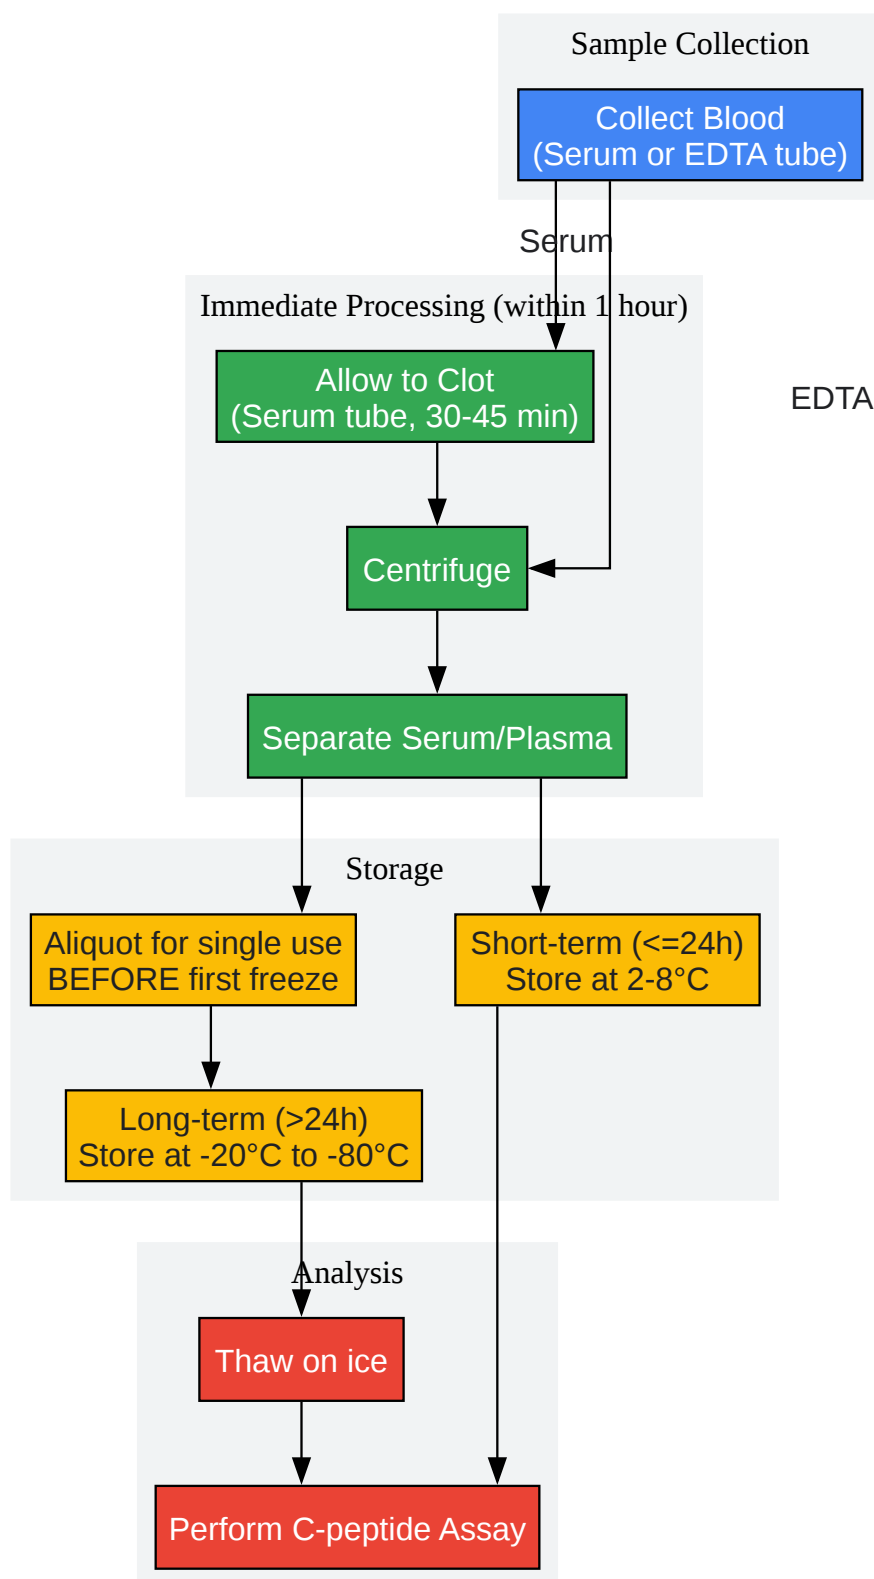 Sample Collection
Collect Blood
(Serum or EDTA tube)
Serum
Immediate Processing (within 1 hour)
Allow to Clot
(Serum tube, 30-45 min)
EDTA
Centrifuge
Separate Serum/Plasma
Storage
Aliquot for single use
BEFORE first freeze
Short-term (<=24h)
Store at 2-8°C
Long-term (>24h)
Store at -20°C to -80°C
Analysis
Thaw on ice
Perform C-peptide Assay